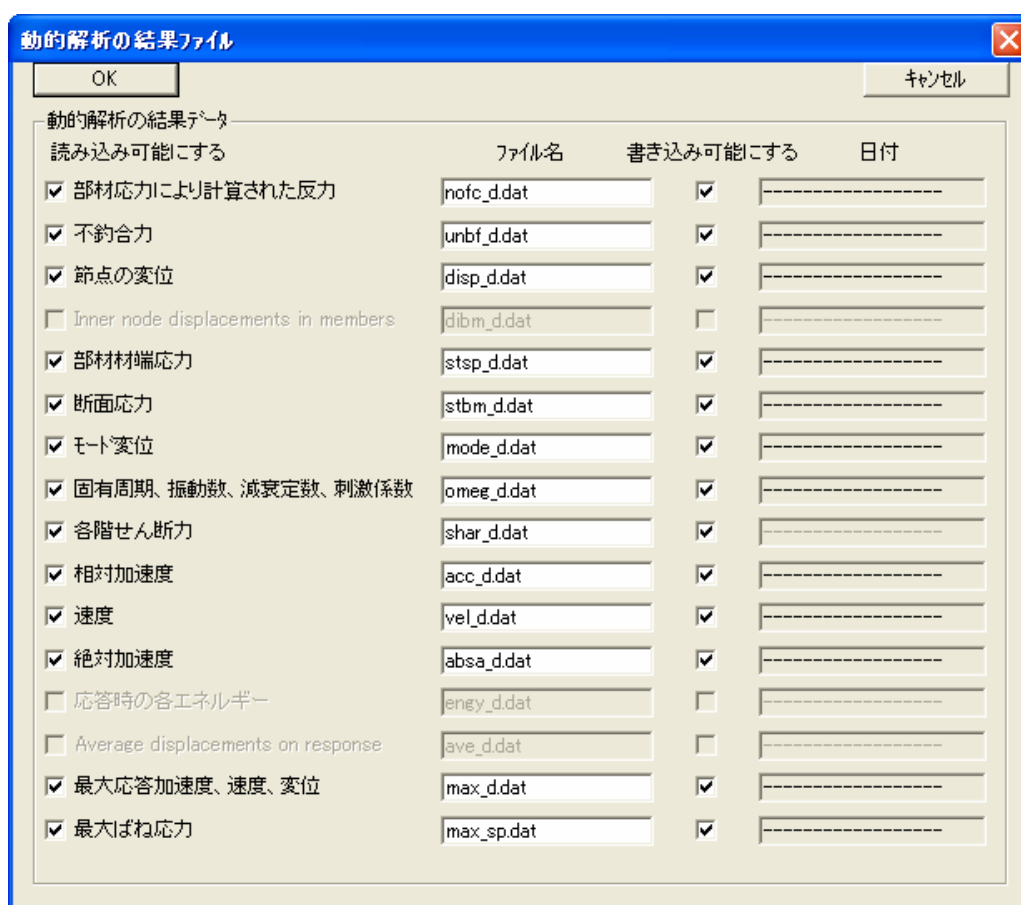 動的解析の結果ファイル
OK キャンセル
動的解析の結果データ
読み込み可能にする ファイル名 書き込み可能にする 日付
部材応力により計算された反力 nofc_d.dat ------------------
不釣合力 unbf_d.dat ------------------
節点の変位 disp_d.dat ------------------
Inner node displacements in members dibm_d.dat ------------------
部材材端応力 stsp_d.dat ------------------
断面応力 stbm_d.dat ------------------
モード変位 mode_d.dat ------------------
固有周期、振動数、減衰定数、刺激係数 omeg_d.dat ------------------
各階せん断力 shar_d.dat ------------------
相対加速度 acc_d.dat ------------------
速度 vel_d.dat ------------------
絶対加速度 absa_d.dat ------------------
応答時の各エネルギー engy_d.dat ------------------
Average displacements on response ave_d.dat ------------------
最大応答加速度、速度、変位 max_d.dat ------------------
最大ばね応力 max_sp.dat ------------------